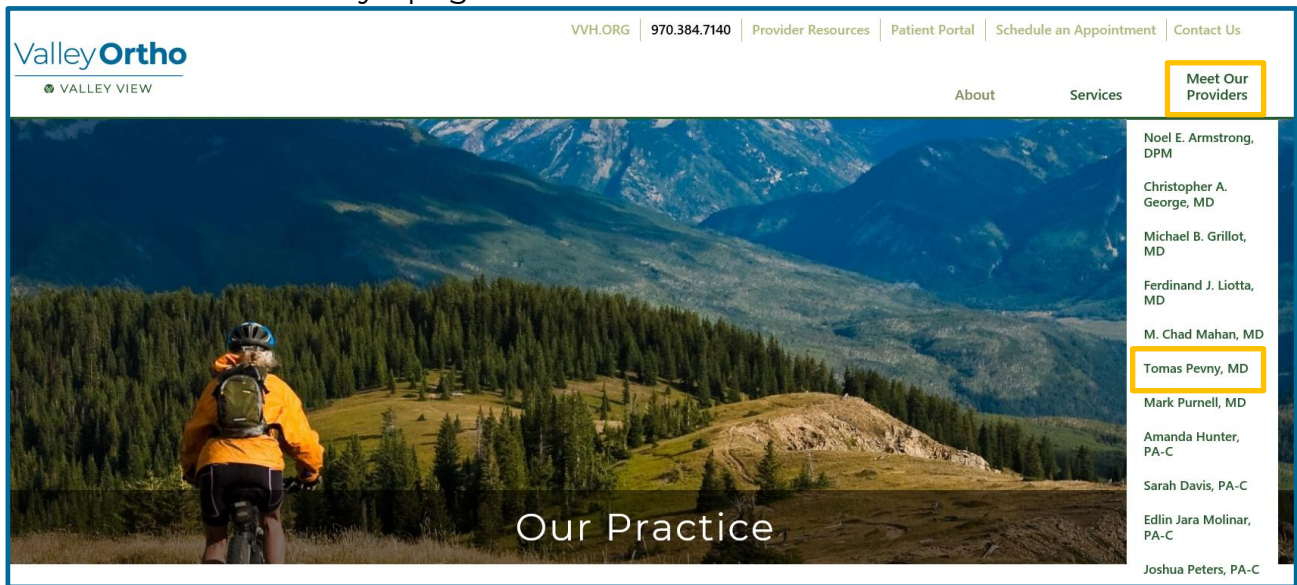 VVH.ORG 970.384.7140 Provider Resources Patient Portal Schedule an Appointment Contact Us
Valley Ortho
VALLEY VIEW
About Services Meet Our
Providers
Noel E. Armstrong,
DPM
Christopher A.
George, MD
Michael B. Grillot,
MD
Ferdinand J. Liotta,
MD
M. Chad Mahan, MD
Tomas Pevny, MD
Mark Purnell, MD
Amanda Hunter,
PA-C
Sarah Davis, PA-C
Edlin Jara Molinar,
PA-C
Joshua Peters, PA-C
Our Practice